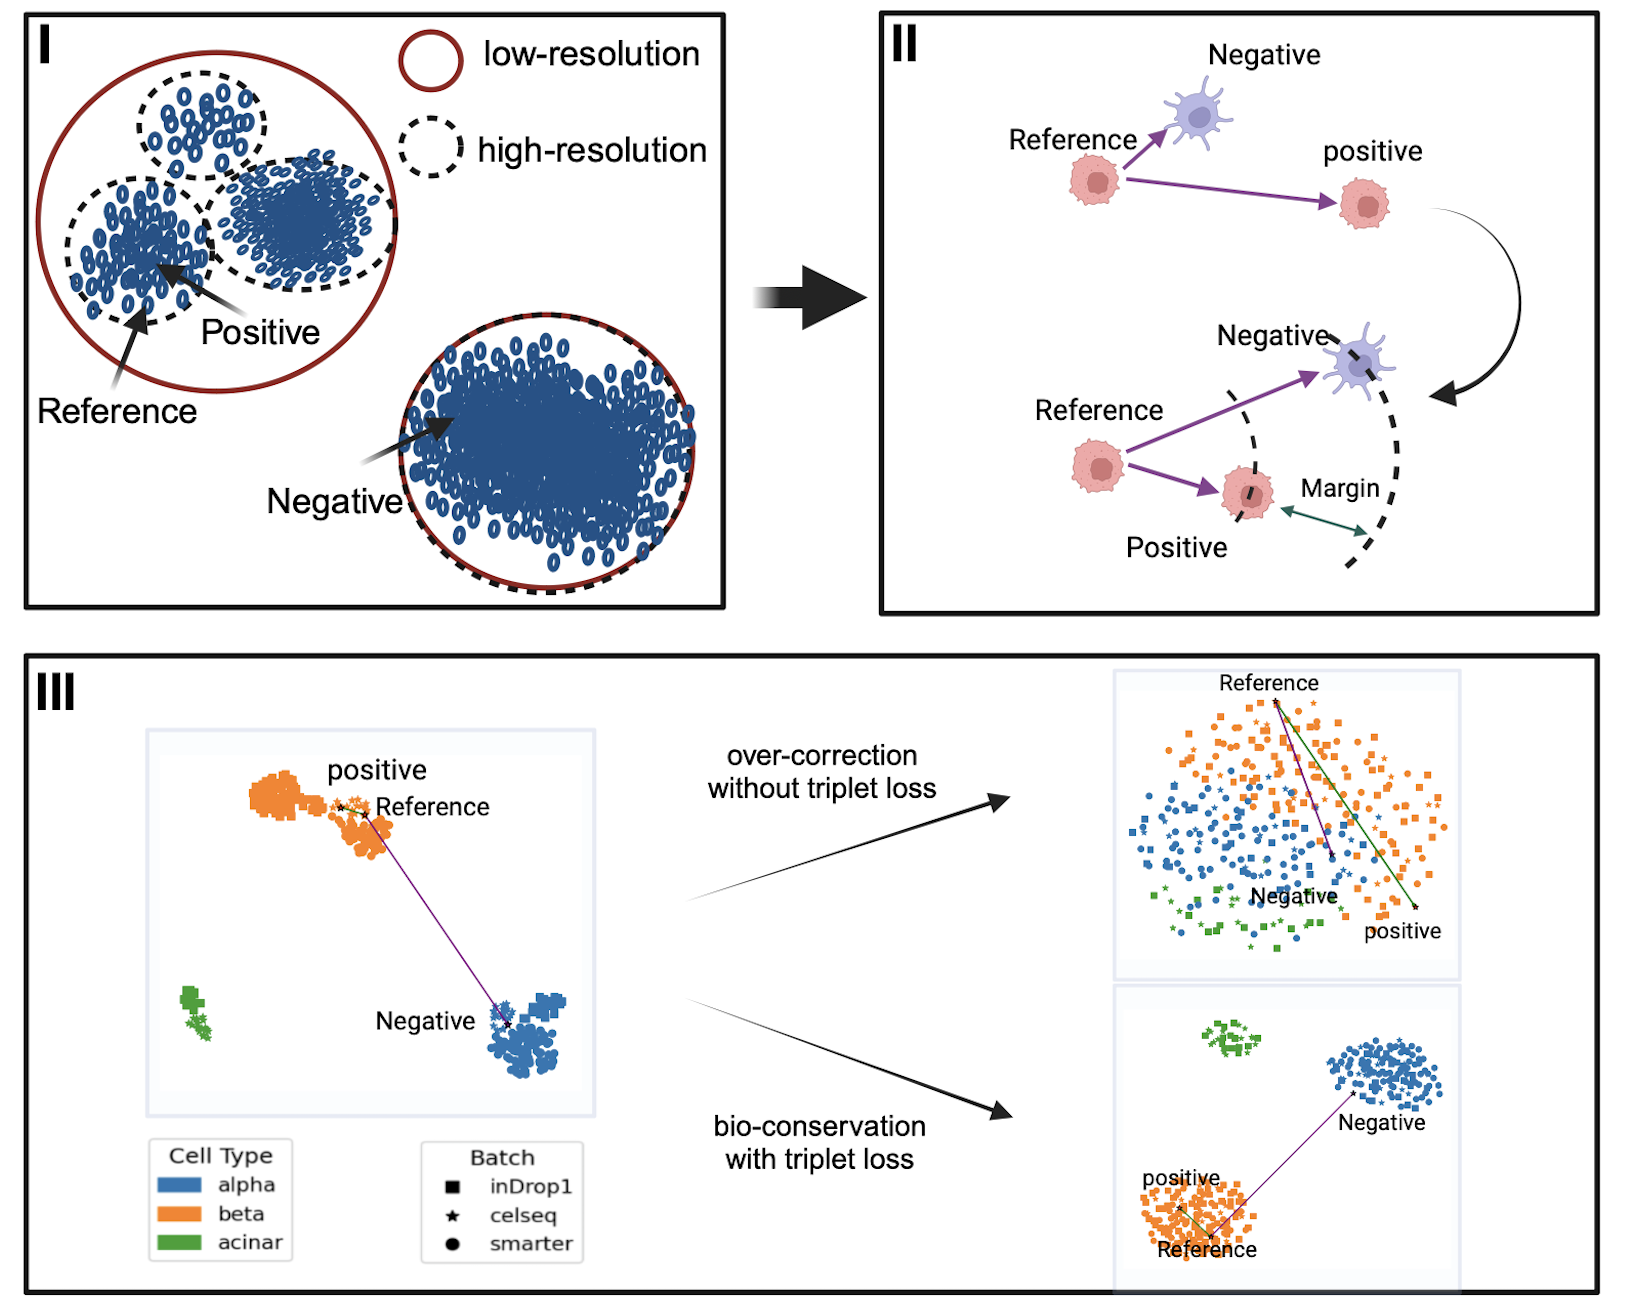 I
low-resolution
high-resolution
Positive
Reference
Negative
II
Negative
Reference
positive
Negative
Reference
Margin
Positive
III
positive
Reference
Negative
Cell Type
alpha
beta
acinar
Batch
inDrop1
celseq
smarter
over-correction
without triplet loss
bio-conservation
with triplet loss
Reference
Negative
positive
Negative
positive
Reference